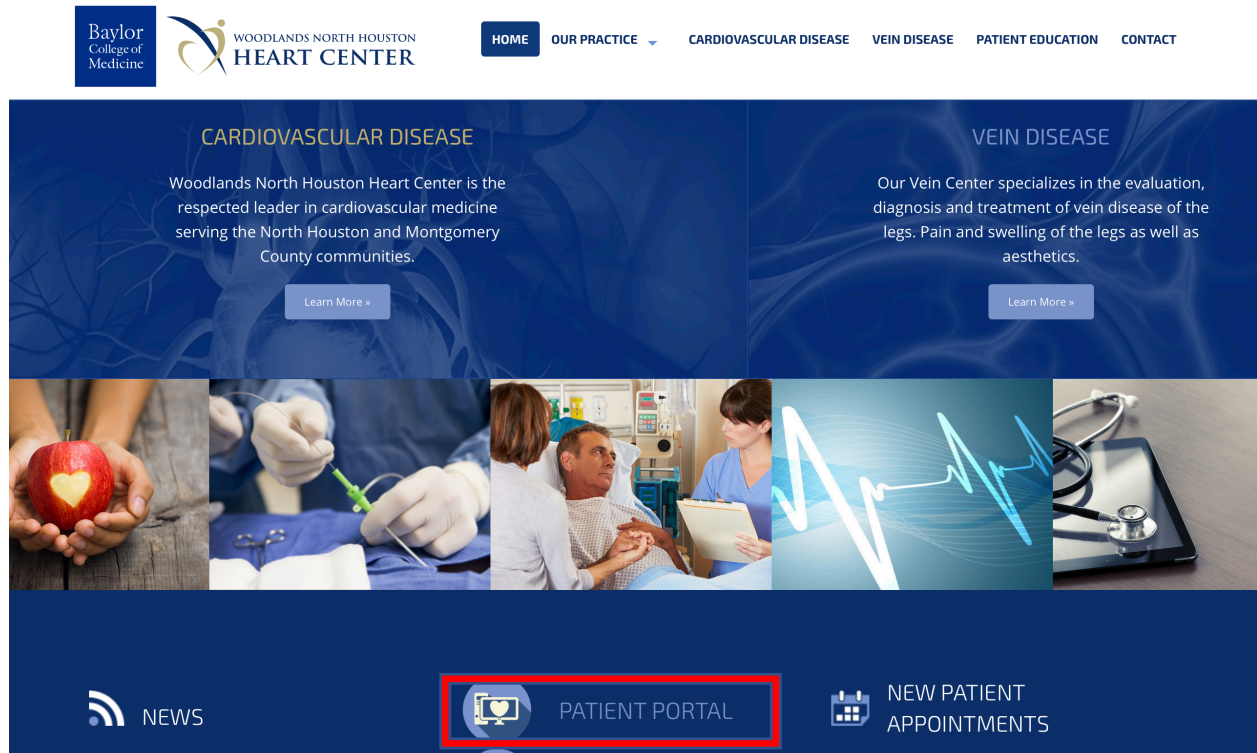 Baylor
College of
Medicine
WOODLANDS NORTH HOUSTON
HEART CENTER
HOME OUR PRACTICE CARDIOVASCULAR DISEASE VEIN DISEASE PATIENT EDUCATION CONTACT
CARDIOVASCULAR DISEASE
Woodlands North Houston Heart Center is the
respected leader in cardiovascular medicine
serving the North Houston and Montgomery
County communities.
Learn More »
VEIN DISEASE
Our Vein Center specializes in the evaluation,
diagnosis and treatment of vein disease of the
legs. Pain and swelling of the legs as well as
aesthetics.
Learn More »
NEWS
PATIENT PORTAL
NEW PATIENT
APPOINTMENTS